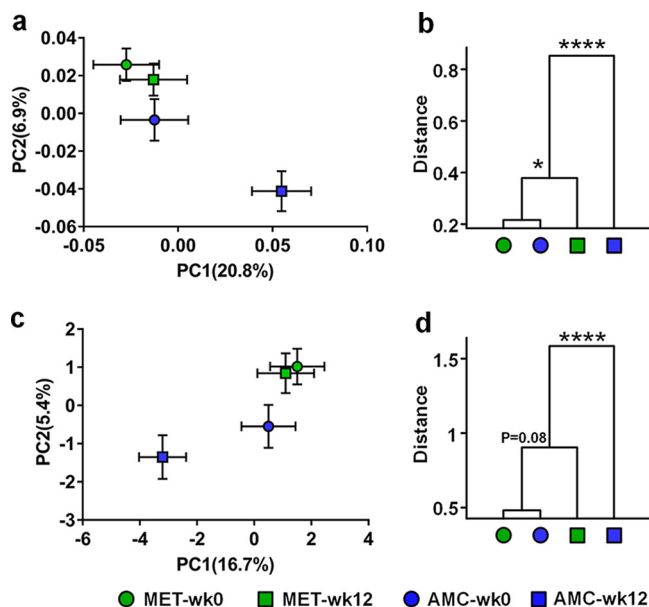 a
0.04
0.02
0.00
-0.02
-0.04
-0.06
PC2(6.9%)
-0.05
0.00
0.05
0.10
PC1(20.8%)
b
0.8
0.6
0.4
0.2
Distance
****
*
c
2
1
0
-1
-2
-3
PC2(5.4%)
-6
-4
-2
0
2
4
PC1(16.7%)
d
1.5
1
0.5
Distance
****
P=0.08
MET-wk0
MET-wk12
AMC-wk0
AMC-wk12